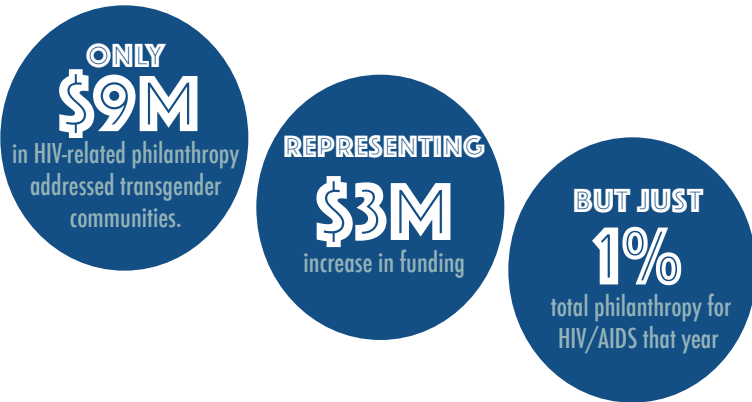 ONLY
$9M
in HIV-related philanthropy
addressed transgender
communities.
REPRESENTING
$3M
increase in funding
BUT JUST
1%
total philanthropy for
HIV/AIDS that year